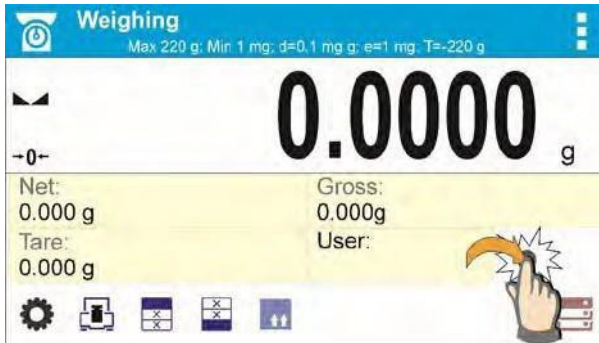 Weighing
Max 220 g; Min 1 mg; d=0.1 mg g; e=1 mg; T=-220 g
0.0000 g
→0←
Net:
0.000 g
Gross:
0.000g
Tare:
0.000 g
User: